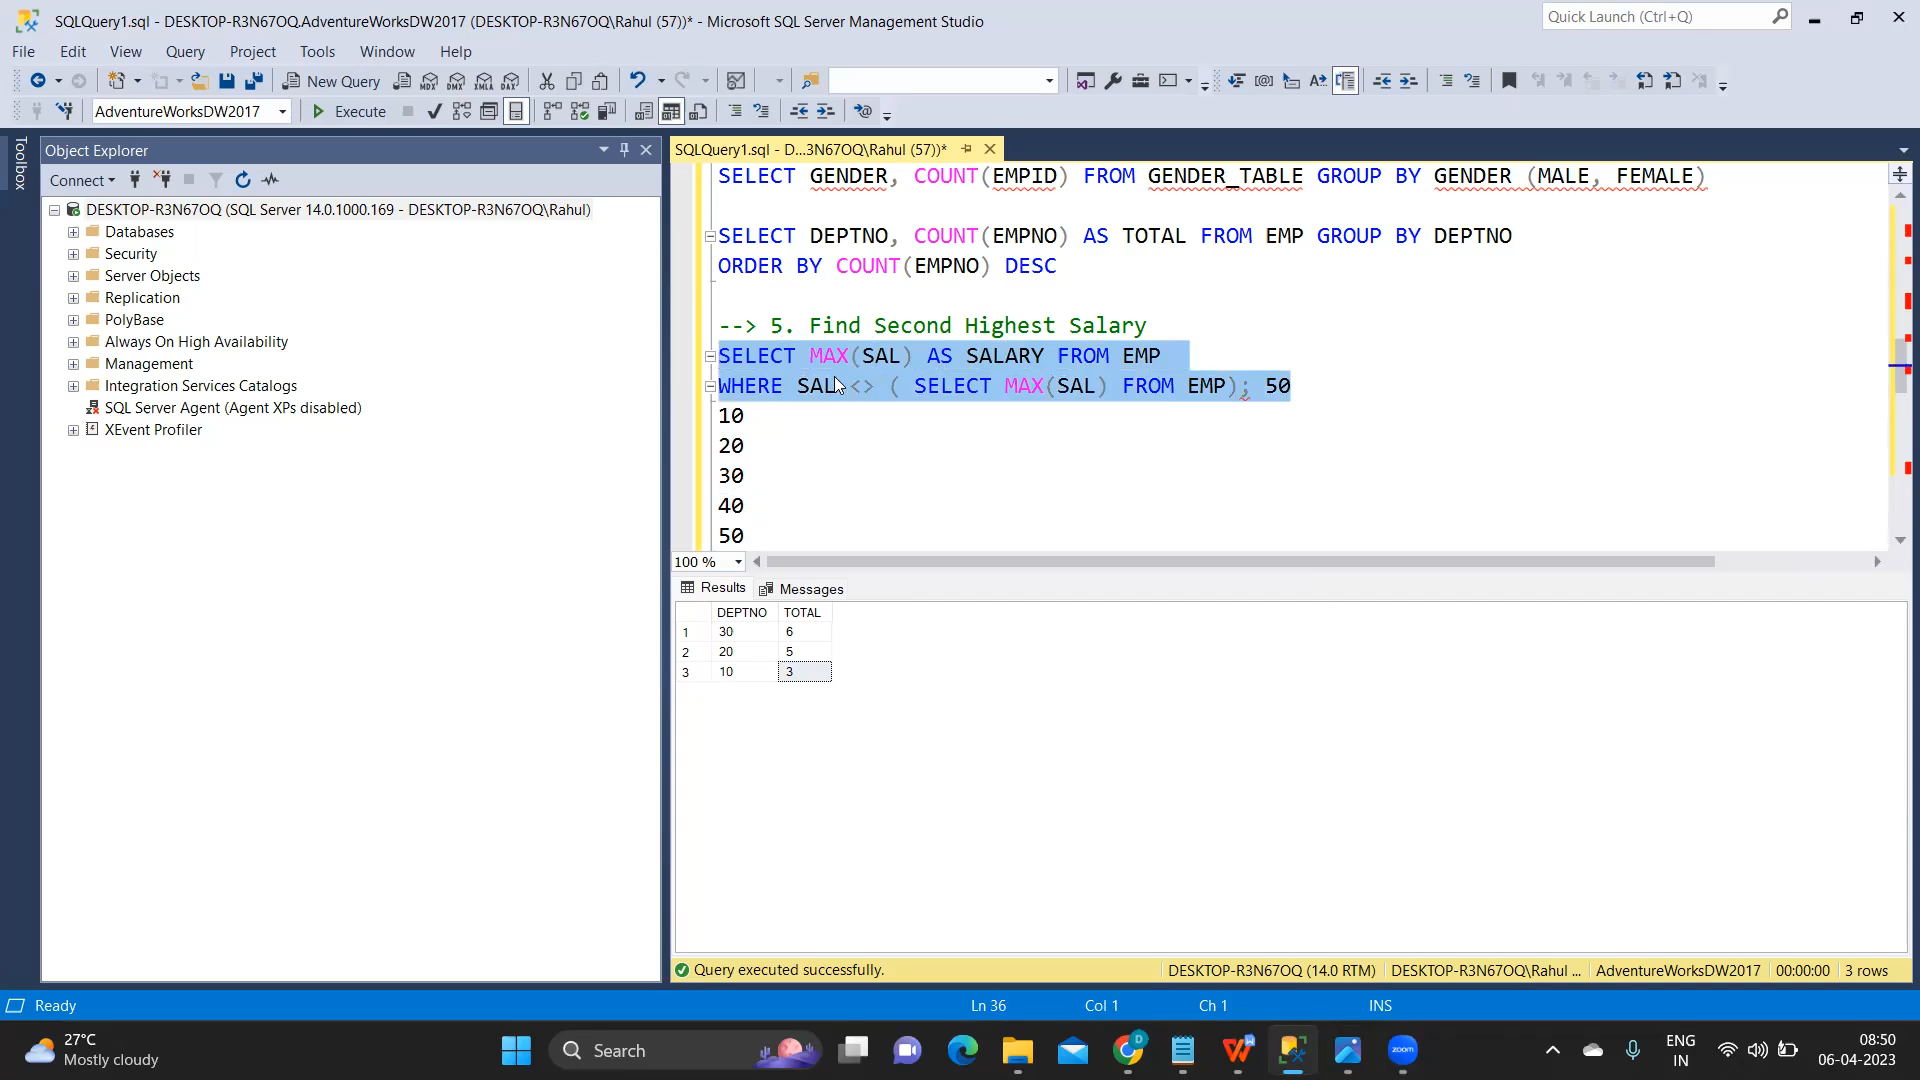 SQLQuery1.sql - DESKTOP-R3N67OQ.AdventureWorksDW2017 (DESKTOP-R3N67OQ\Rahul (57))* - Microsoft SQL Server Management Studio
Quick Launch (Ctrl+Q)
File Edit View Query Project Tools Window Help
New Query
MDX DMX XMLA DAX
AdventureWorksDW2017
Execute
Toolbox
Object Explorer
Connect
DESKTOP-R3N67OQ (SQL Server 14.0.1000.169 - DESKTOP-R3N67OQ\Rahul)
Databases
Security
Server Objects
Replication
PolyBase
Always On High Availability
Management
Integration Services Catalogs
SQL Server Agent (Agent XPs disabled)
XEvent Profiler
SQLQuery1.sql - D...3N67OQ\Rahul (57))*
SELECT GENDER, COUNT(EMPID) FROM GENDER_TABLE GROUP BY GENDER (MALE, FEMALE)
SELECT DEPTNO, COUNT(EMPNO) AS TOTAL FROM EMP GROUP BY DEPTNO
ORDER BY COUNT(EMPNO) DESC
--> 5. Find Second Highest Salary
SELECT MAX(SAL) AS SALARY FROM EMP
WHERE SAL <> ( SELECT MAX(SAL) FROM EMP); 50
10
20
30
40
50
100 %
Results Messages
DEPTNO TOTAL
1 30 6
2 20 5
3 10 3
Query executed successfully.
DESKTOP-R3N67OQ (14.0 RTM) DESKTOP-R3N67OQ\Rahul ... AdventureWorksDW2017 00:00:00 3 rows
Ready
Ln 36 Col 1 Ch 1 INS
27°C
Mostly cloudy
Search
zoom
ENG
IN
08:50
06-04-2023